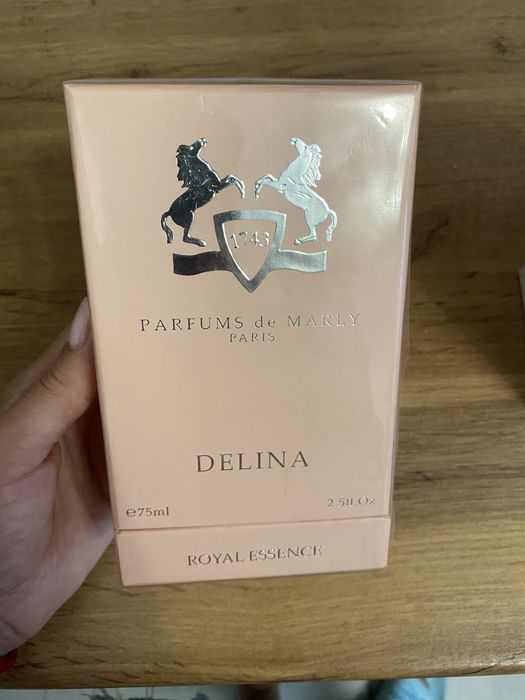 1743
PARFUMS de MARLY
PARIS
DELINA
℮75ml 2.5fl.Oz
ROYAL ESSENCE